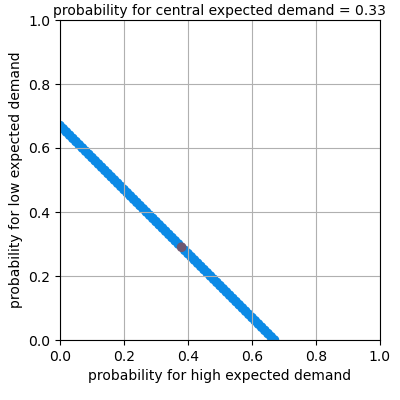 probability for central expected demand = 0.33
1.0
0.8
0.6
0.4
0.2
0.0
0.0 0.2 0.4 0.6 0.8 1.0
probability for low expected demand
probability for high expected demand